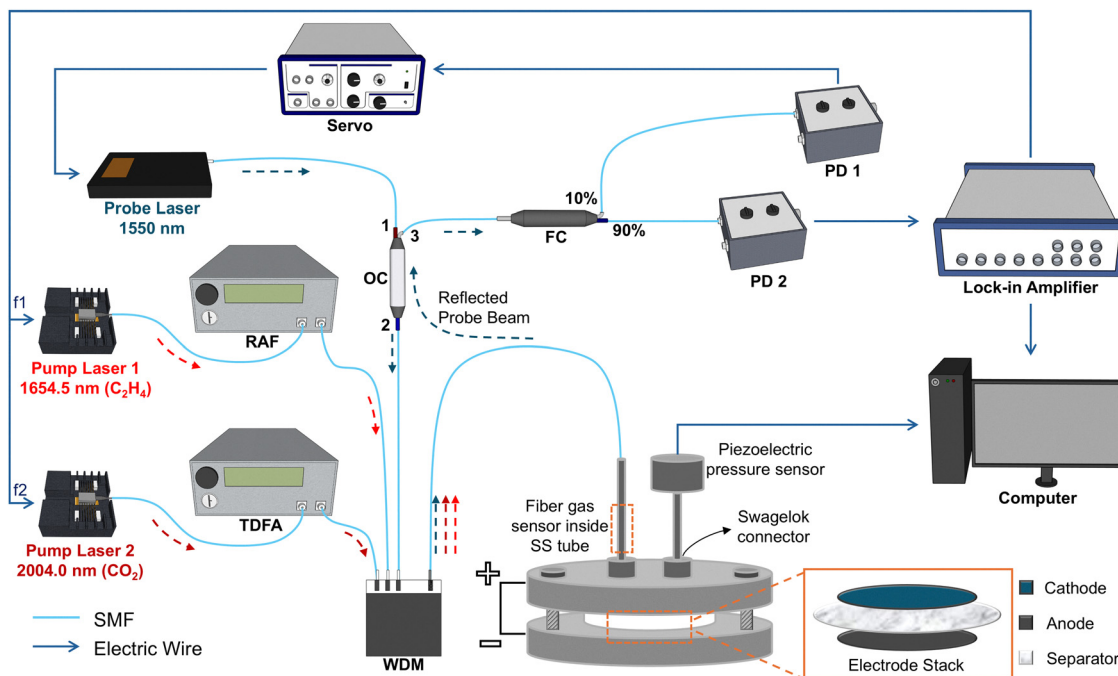 Servo
PD 1
Probe Laser
1550 nm
10%
1
3
FC
90%
PD 2
OC
Lock-in Amplifier
2
Reflected
Probe Beam
f1
RAF
Pump Laser 1
1654.5 nm (C₂H₄)
Piezoelectric
pressure sensor
Computer
f2
TDFA
Fiber gas
sensor inside
SS tube
Swagelok
connector
Pump Laser 2
2004.0 nm (CO₂)
+
−
Cathode
Anode
Separator
SMF
Electric Wire
WDM
Electrode Stack